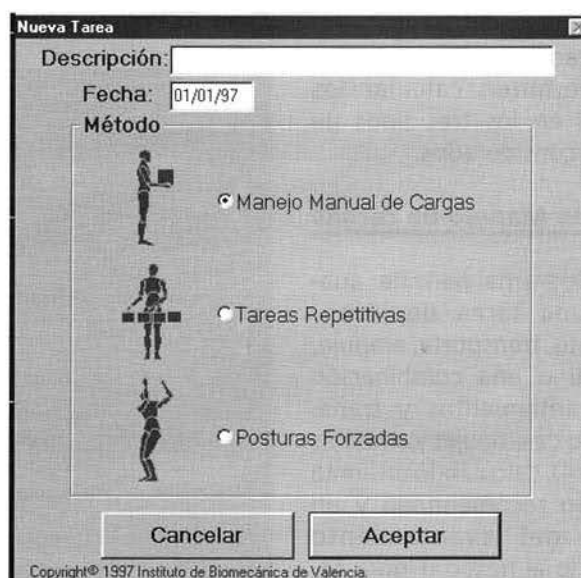 Nueva Tarea
Descripción:
Fecha: 01/01/97
Método
Manejo Manual de Cargas
Tareas Repetitivas
Posturas Forzadas
Cancelar Aceptar
Copyright© 1997 Instituto de Biomecánica de Valencia.